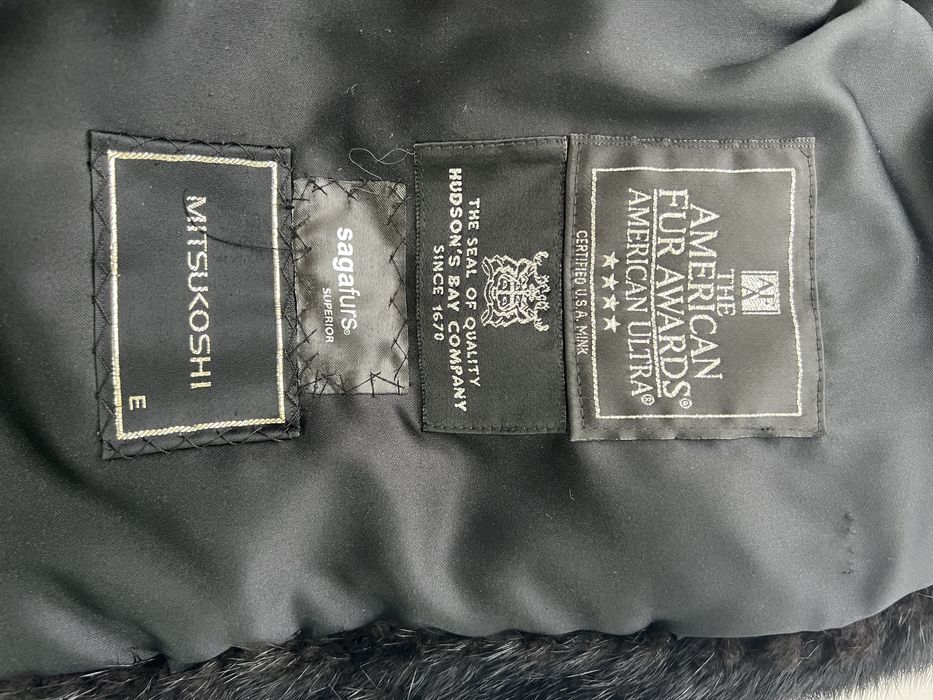 MITSUKOSHI
E
sagafurs®
SUPERIOR
THE SEAL OF QUALITY
HUDSON'S BAY COMPANY
SINCE 1670
THE
AMERICAN
FUR AWARDS®
AMERICAN ULTRA®
★★★★
CERTIFIED U.S.A. MINK